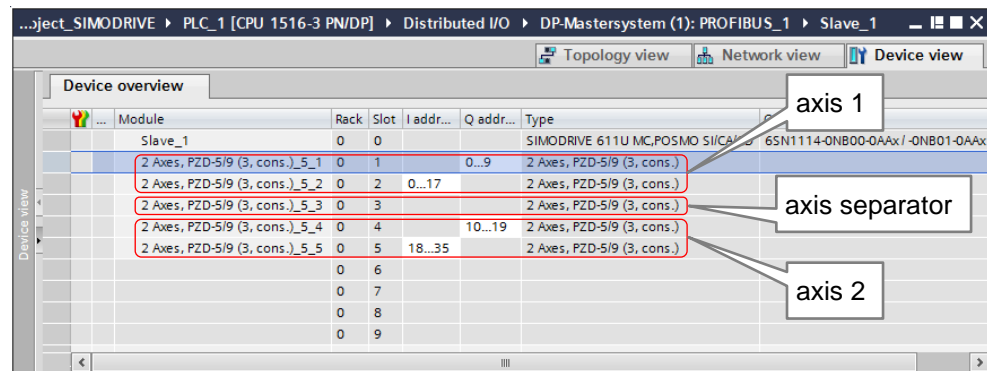 ...ject_SIMODRIVE ▸ PLC_1 [CPU 1516-3 PN/DP] ▸ Distributed I/O ▸ DP-Mastersystem (1): PROFIBUS_1 ▸ Slave_1
Topology view Network view Device view
Device overview
... Module Rack Slot I addr... Q addr... Type
Slave_1 0 0 SIMODRIVE 611U MC,POSMO SI/CA/ 6SN1114-0NB00-0AAx / -0NB01-0AAx
2 Axes, PZD-5/9 (3, cons.)_5_1 0 1 0...9 2 Axes, PZD-5/9 (3, cons.)
2 Axes, PZD-5/9 (3, cons.)_5_2 0 2 0...17 2 Axes, PZD-5/9 (3, cons.)
2 Axes, PZD-5/9 (3, cons.)_5_3 0 3 2 Axes, PZD-5/9 (3, cons.)
2 Axes, PZD-5/9 (3, cons.)_5_4 0 4 10...19 2 Axes, PZD-5/9 (3, cons.)
2 Axes, PZD-5/9 (3, cons.)_5_5 0 5 18...35 2 Axes, PZD-5/9 (3, cons.)
0 6
0 7
0 8
0 9
axis 1
axis separator
axis 2
Device view